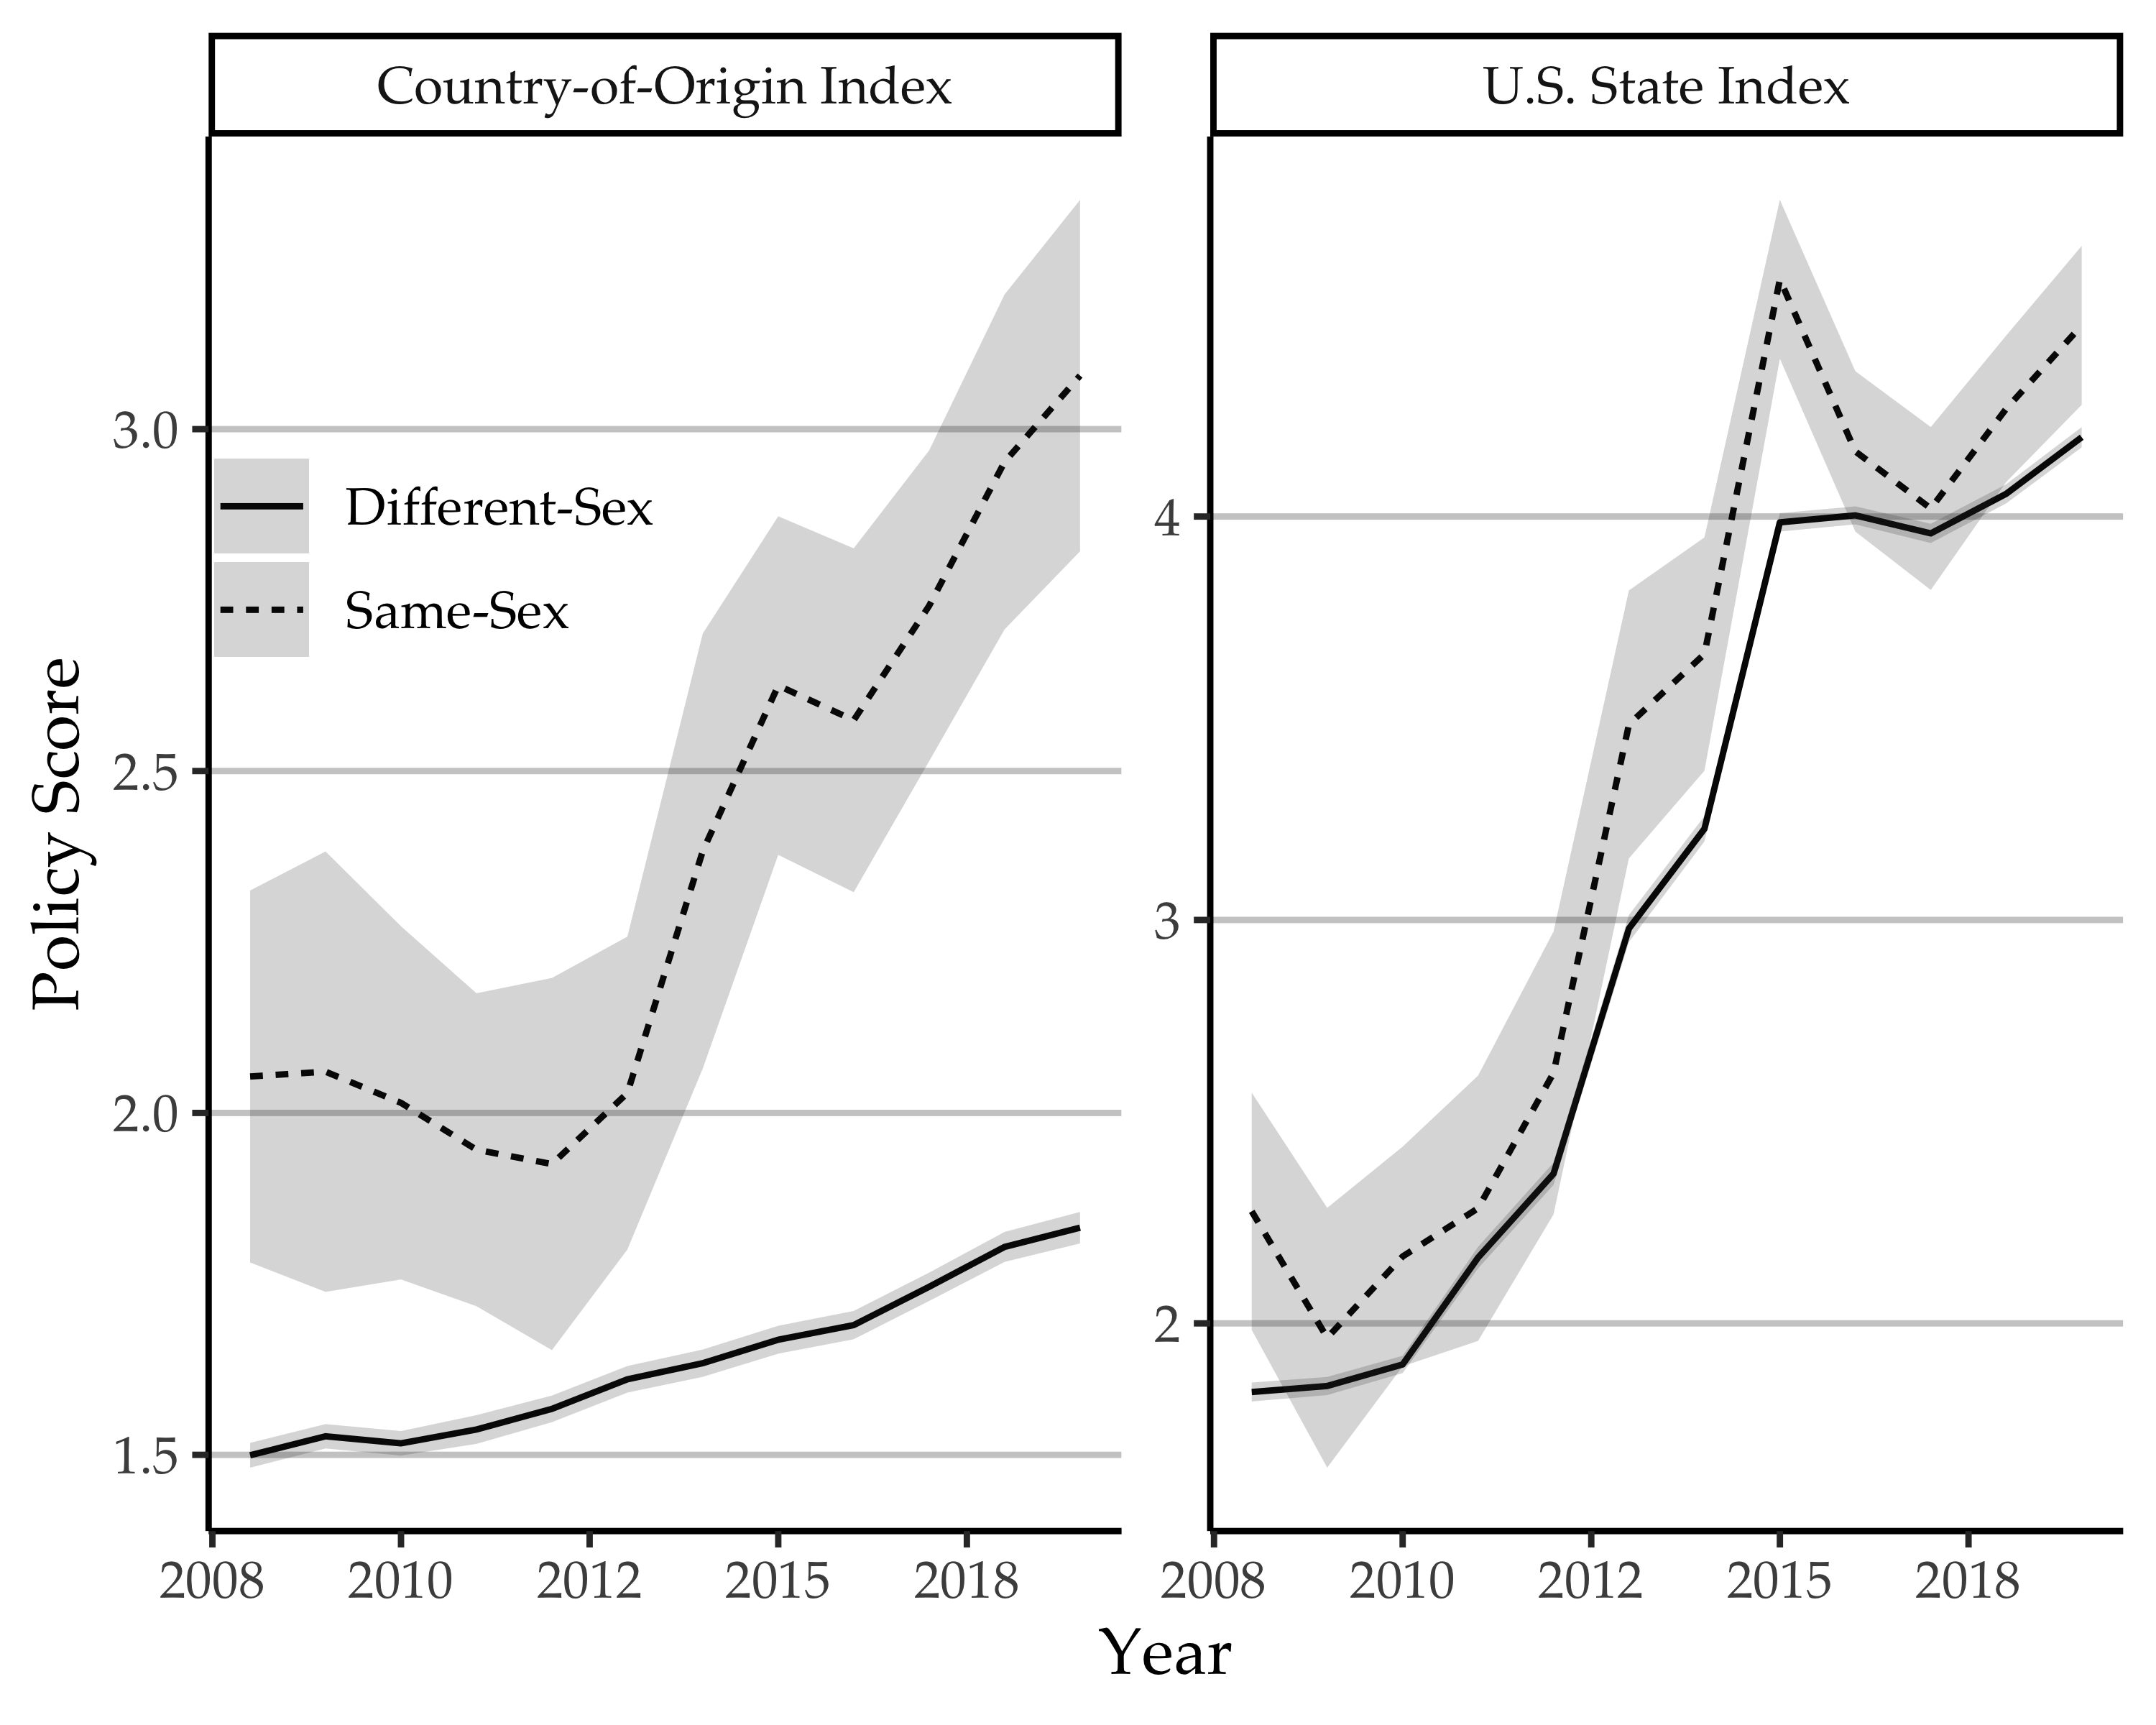 Country-of-Origin Index
U.S. State Index
Policy Score
3.0
2.5
2.0
1.5
Different-Sex
Same-Sex
4
3
2
2008 2010 2012 2015 2018
2008 2010 2012 2015 2018
Year